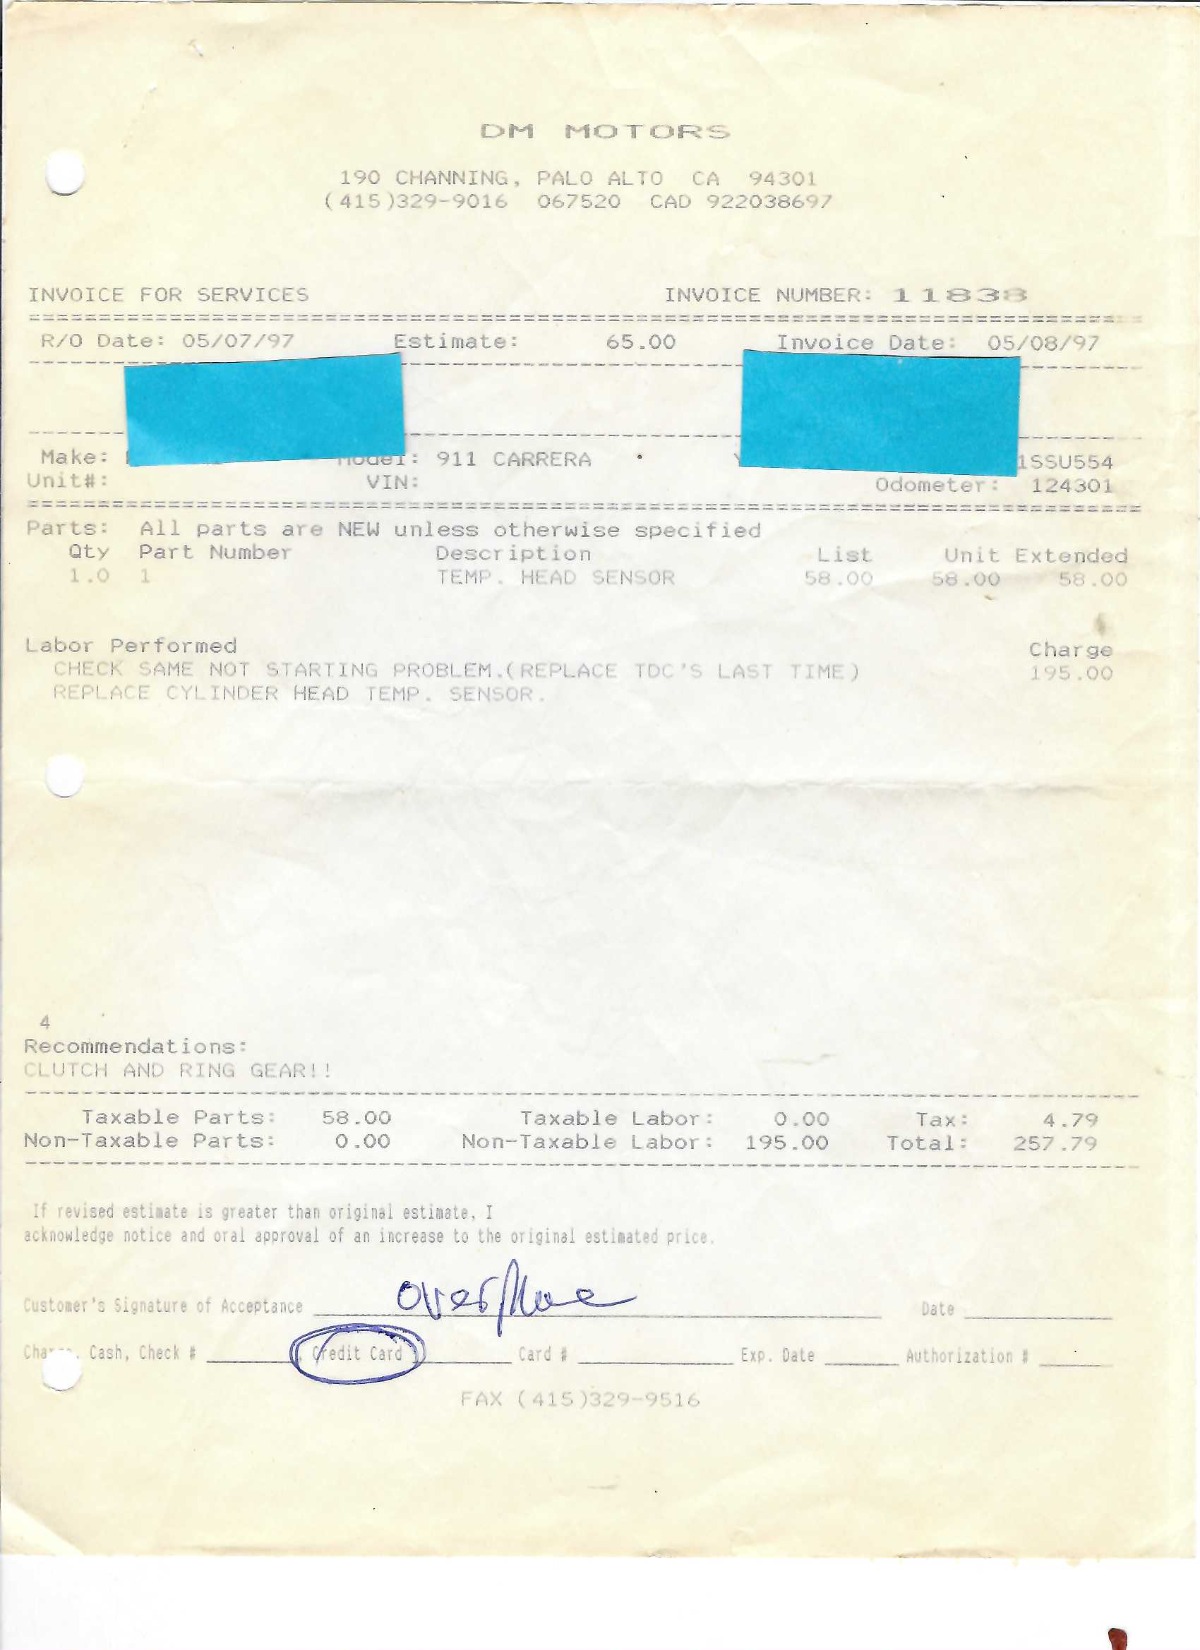 DM MOTORS
190 CHANNING, PALO ALTO CA 94301
(415)329-9016 067520 CAD 922038697
INVOICE FOR SERVICES INVOICE NUMBER: 11838
R/O Date: 05/07/97 Estimate: 65.00 Invoice Date: 05/08/97
Make: Model: 911 CARRERA 1SSU554
Unit#: VIN: Odometer: 124301
Parts: All parts are NEW unless otherwise specified
Qty Part Number Description List Unit Extended
1.0 1 TEMP. HEAD SENSOR 58.00 58.00 58.00
Labor Performed Charge
CHECK SAME NOT STARTING PROBLEM.(REPLACE TDC'S LAST TIME) 195.00
REPLACE CYLINDER HEAD TEMP. SENSOR.
4
Recommendations:
CLUTCH AND RING GEAR!!
Taxable Parts: 58.00 Taxable Labor: 0.00 Tax: 4.79
Non-Taxable Parts: 0.00 Non-Taxable Labor: 195.00 Total: 257.79
If revised estimate is greater than original estimate, I
acknowledge notice and oral approval of an increase to the original estimated price.
Customer's Signature of Acceptance Date
Cash, Check # Credit Card Card # Exp. Date Authorization #
FAX (415)329-9516